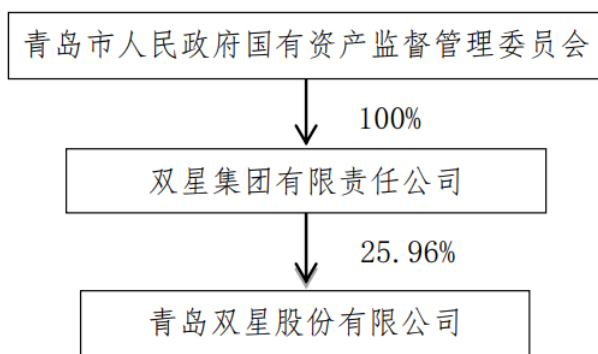 青岛市人民政府国有资产监督管理委员会
100%
双星集团有限责任公司
25.96%
青岛双星股份有限公司